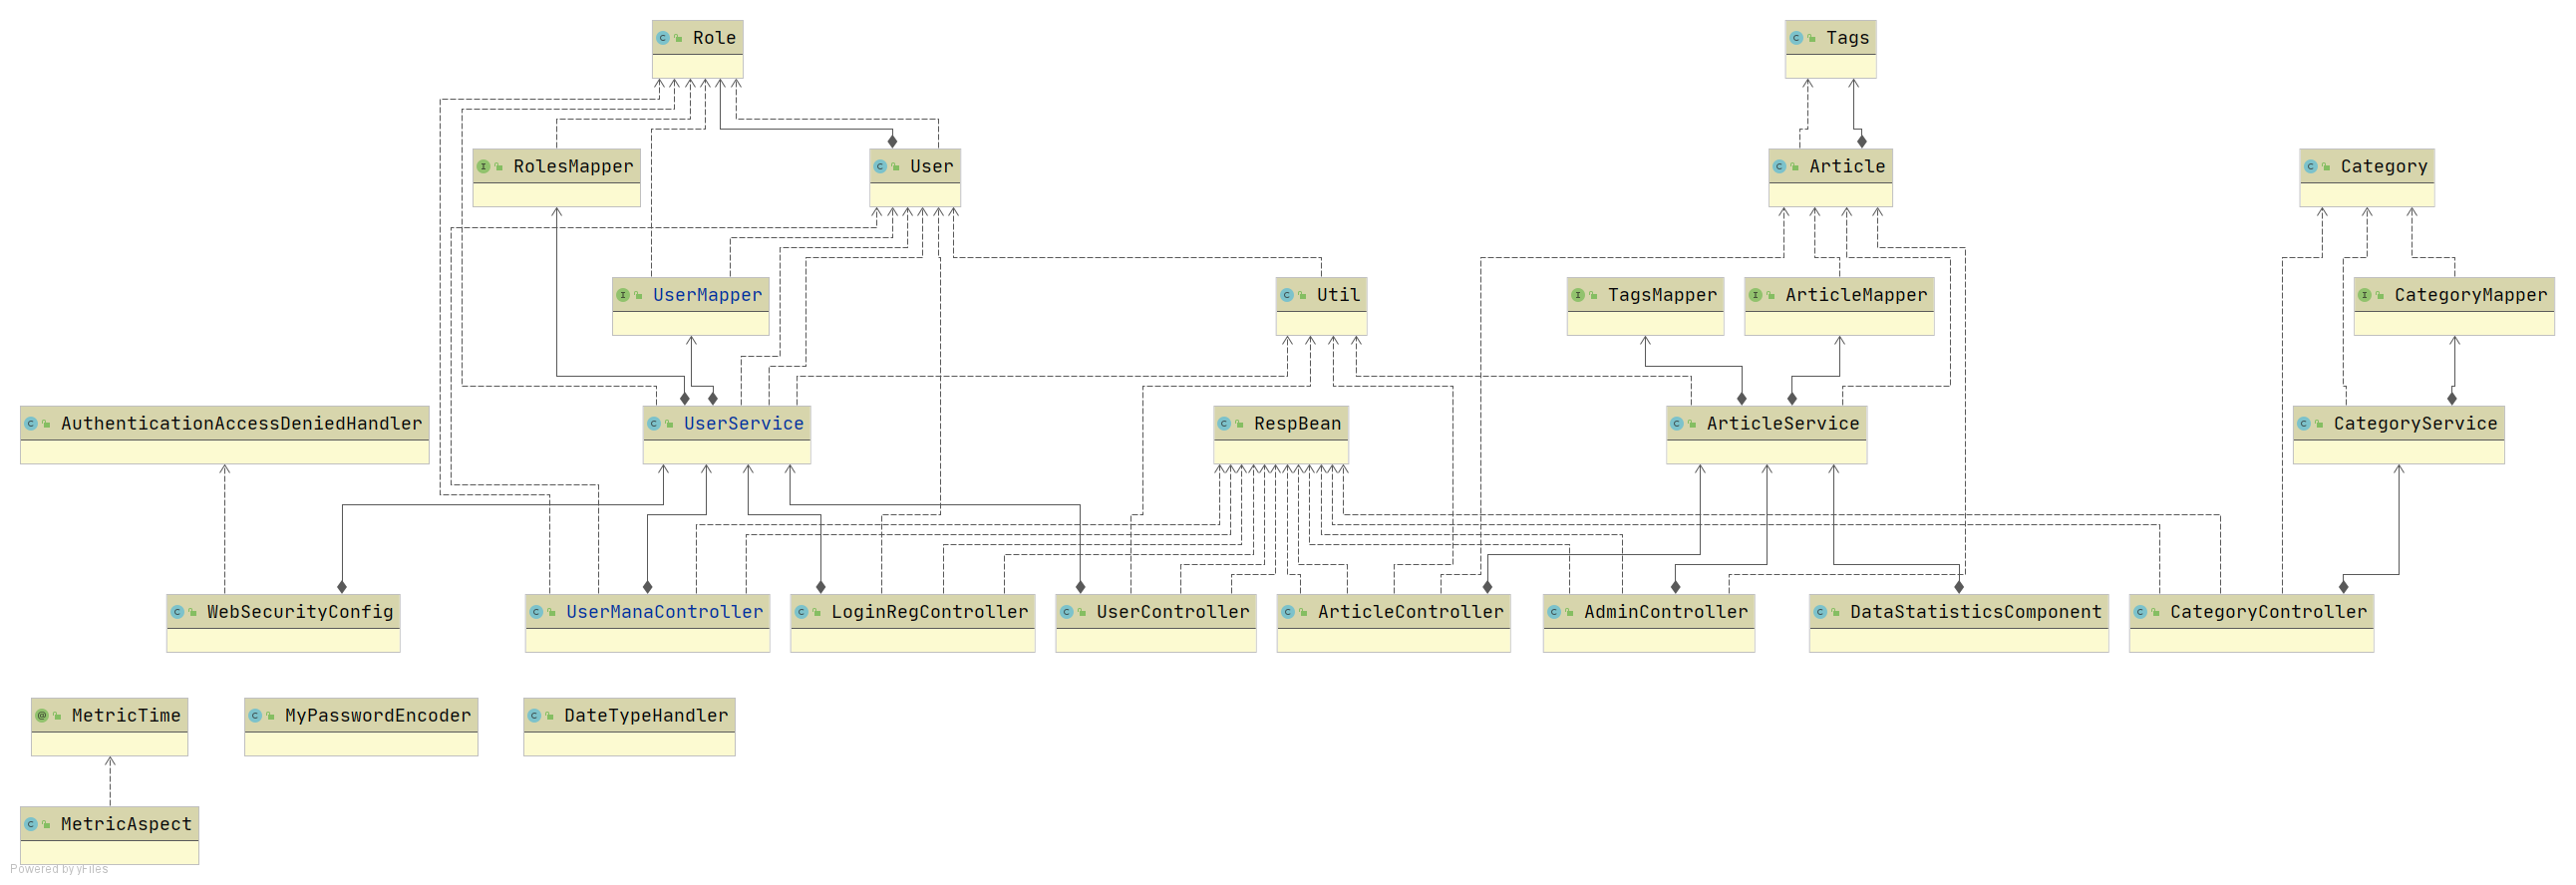 Role
Tags
RolesMapper
User
Article
Category
UserMapper
Util
TagsMapper
ArticleMapper
CategoryMapper
AuthenticationAccessDeniedHandler
UserService
RespBean
ArticleService
CategoryService
WebSecurityConfig
UserManaController
LoginRegController
UserController
ArticleController
AdminController
DataStatisticsComponent
CategoryController
MetricTime
MyPasswordEncoder
DateTypeHandler
MetricAspect
Powered by yFiles